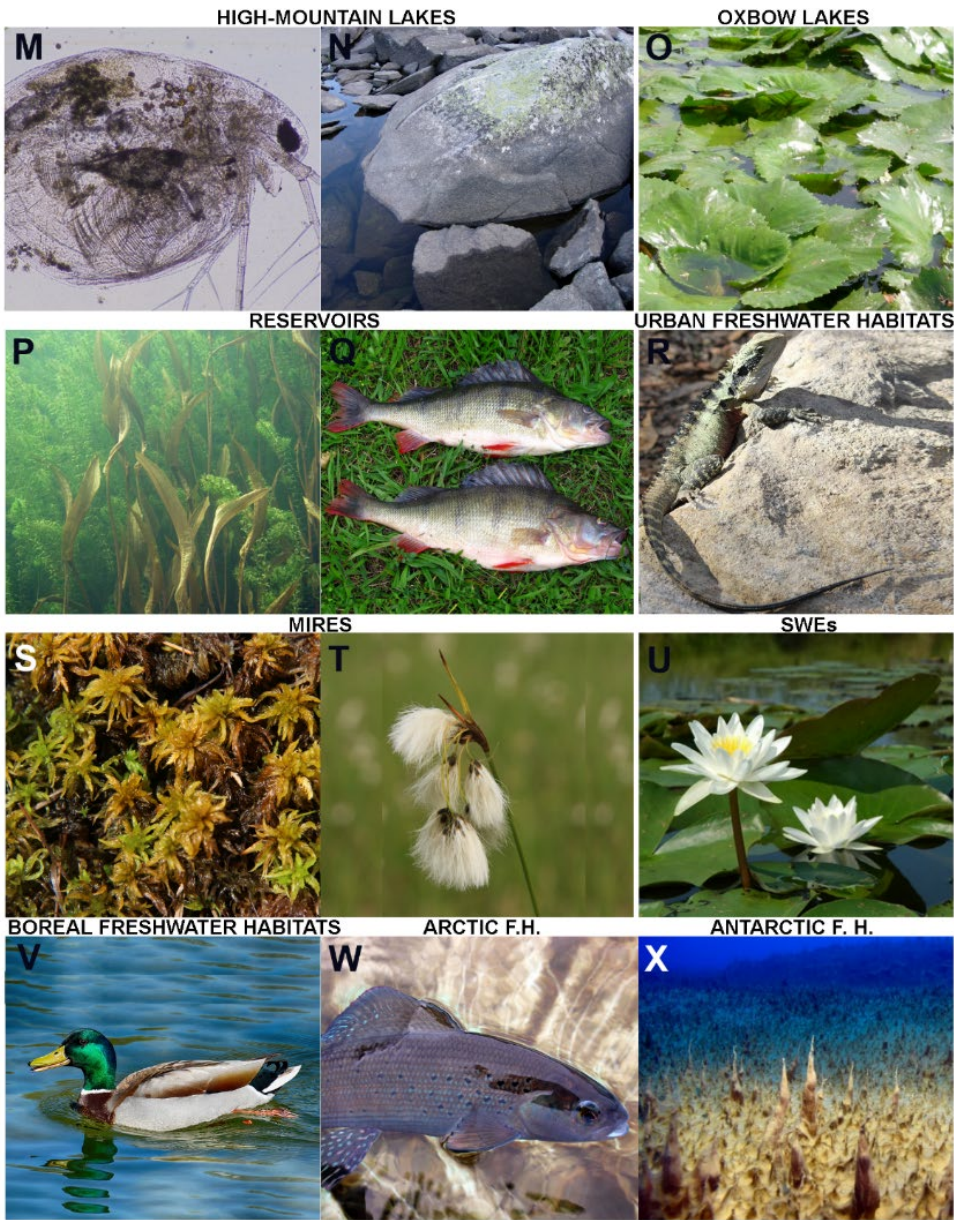 HIGH-MOUNTAIN LAKES OXBOW LAKES
M N O
RESERVOIRS URBAN FRESHWATER HABITATS
P Q R
MIRES SWEs
S T U
BOREAL FRESHWATER HABITATS ARCTIC F.H. ANTARCTIC F. H.
V W X